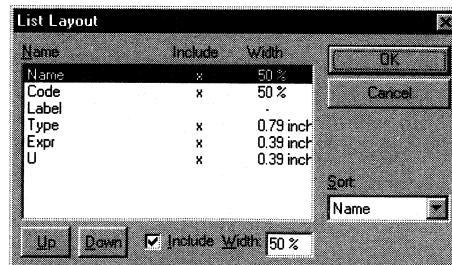 List Layout
Name Include Width
Name x 50 %
Code x 50 %
Label -
Type x 0.79 inch
Expr x 0.39 inch
U x 0.39 inch
OK
Cancel
Sort:
Name
Up Down Include Width: 50 %